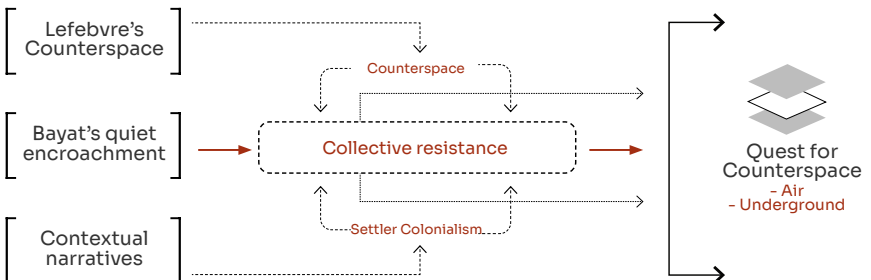 Lefebvre's
Counterspace
Counterspace
Bayat's quiet
encroachment
Collective resistance
Quest for
Counterspace
- Air
- Underground
Settler Colonialism
Contextual
narratives